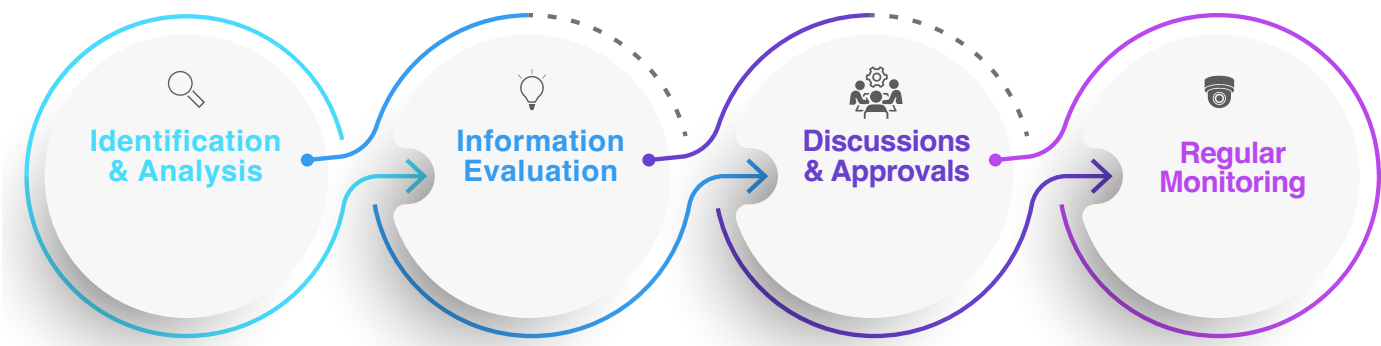 Identification
& Analysis
Information
Evaluation
Discussions
& Approvals
Regular
Monitoring